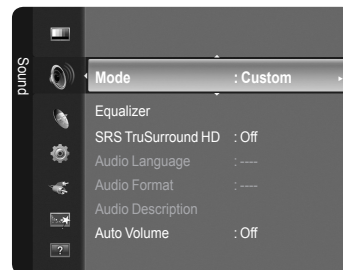 Sound
Mode : Custom
Equalizer
SRS TruSurround HD : Off
Audio Language : ----
Audio Format : ----
Audio Description
Auto Volume : Off
?